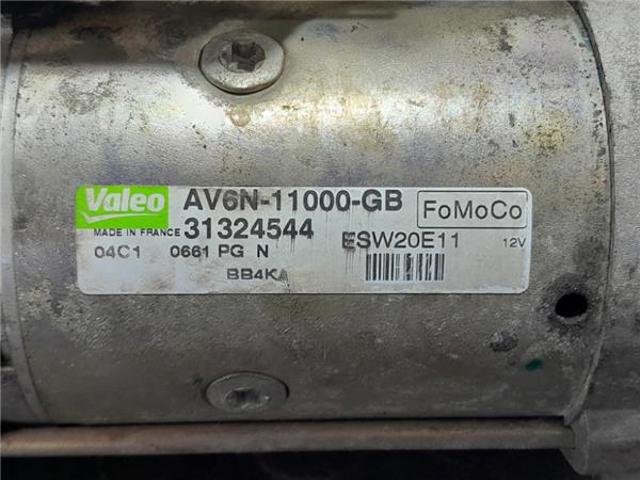 Valeo AV6N-11000-GB FoMoCo
MADE IN FRANCE 31324544 ESW20E11 12V
04C1 0661 PG N
BB4KA